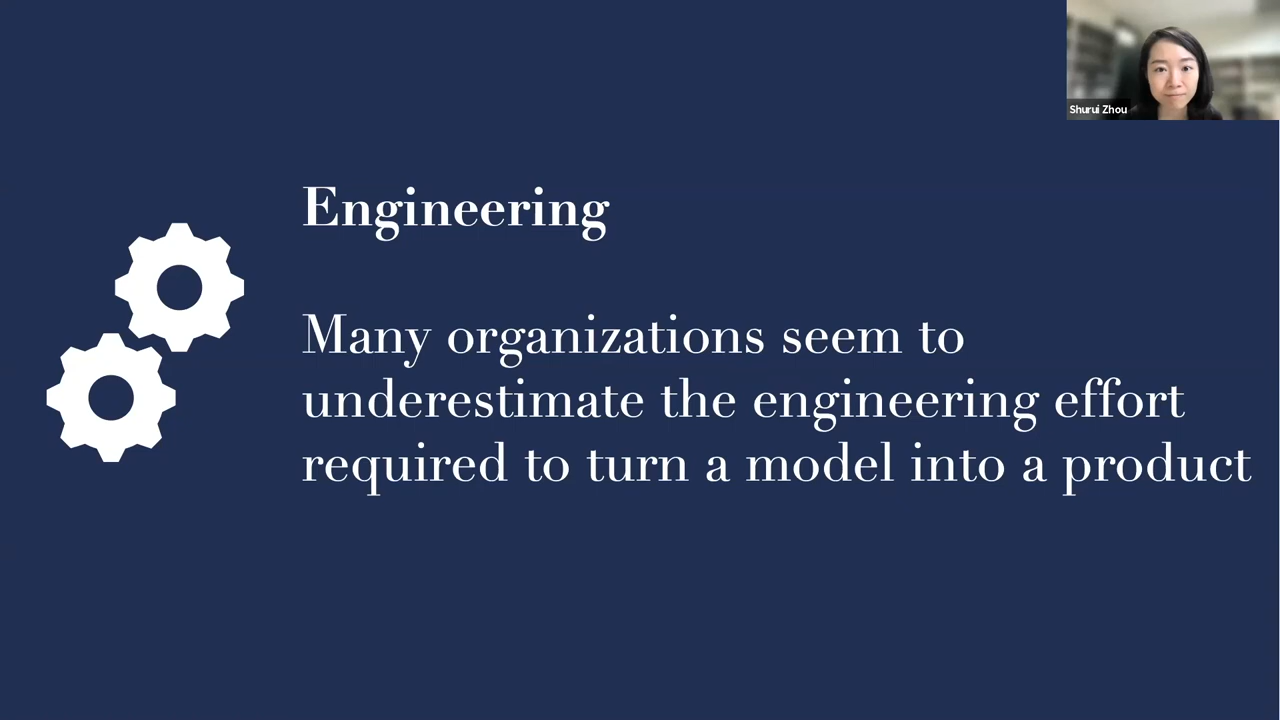 Shurui Zhou
Engineering
Many organizations seem to
underestimate the engineering effort
required to turn a model into a product